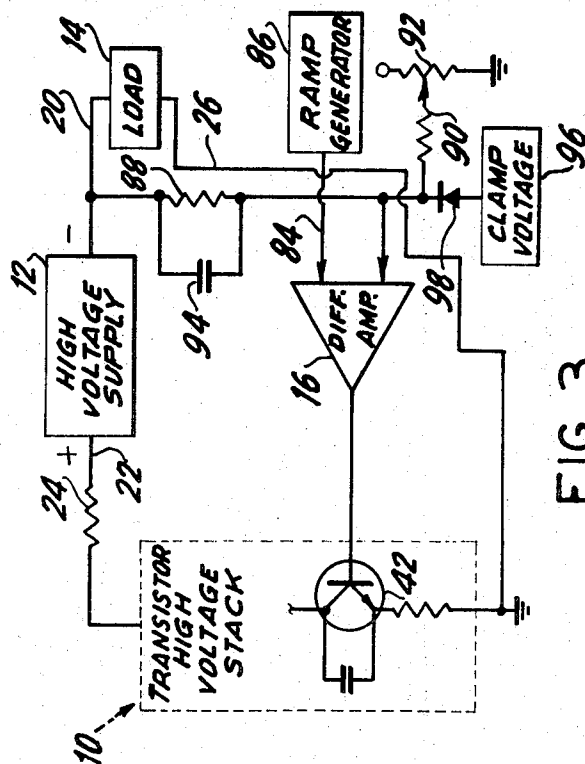 10
TRANSISTOR
HIGH
VOLTAGE
STACK
42
24
+
22
12
HIGH
VOLTAGE
SUPPLY
-
20
14
LOAD
26
88
94
16
DIFF.
AMP.
84
86
RAMP
GENERATOR
90
92
98
CLAMP
VOLTAGE
96
FIG. 3